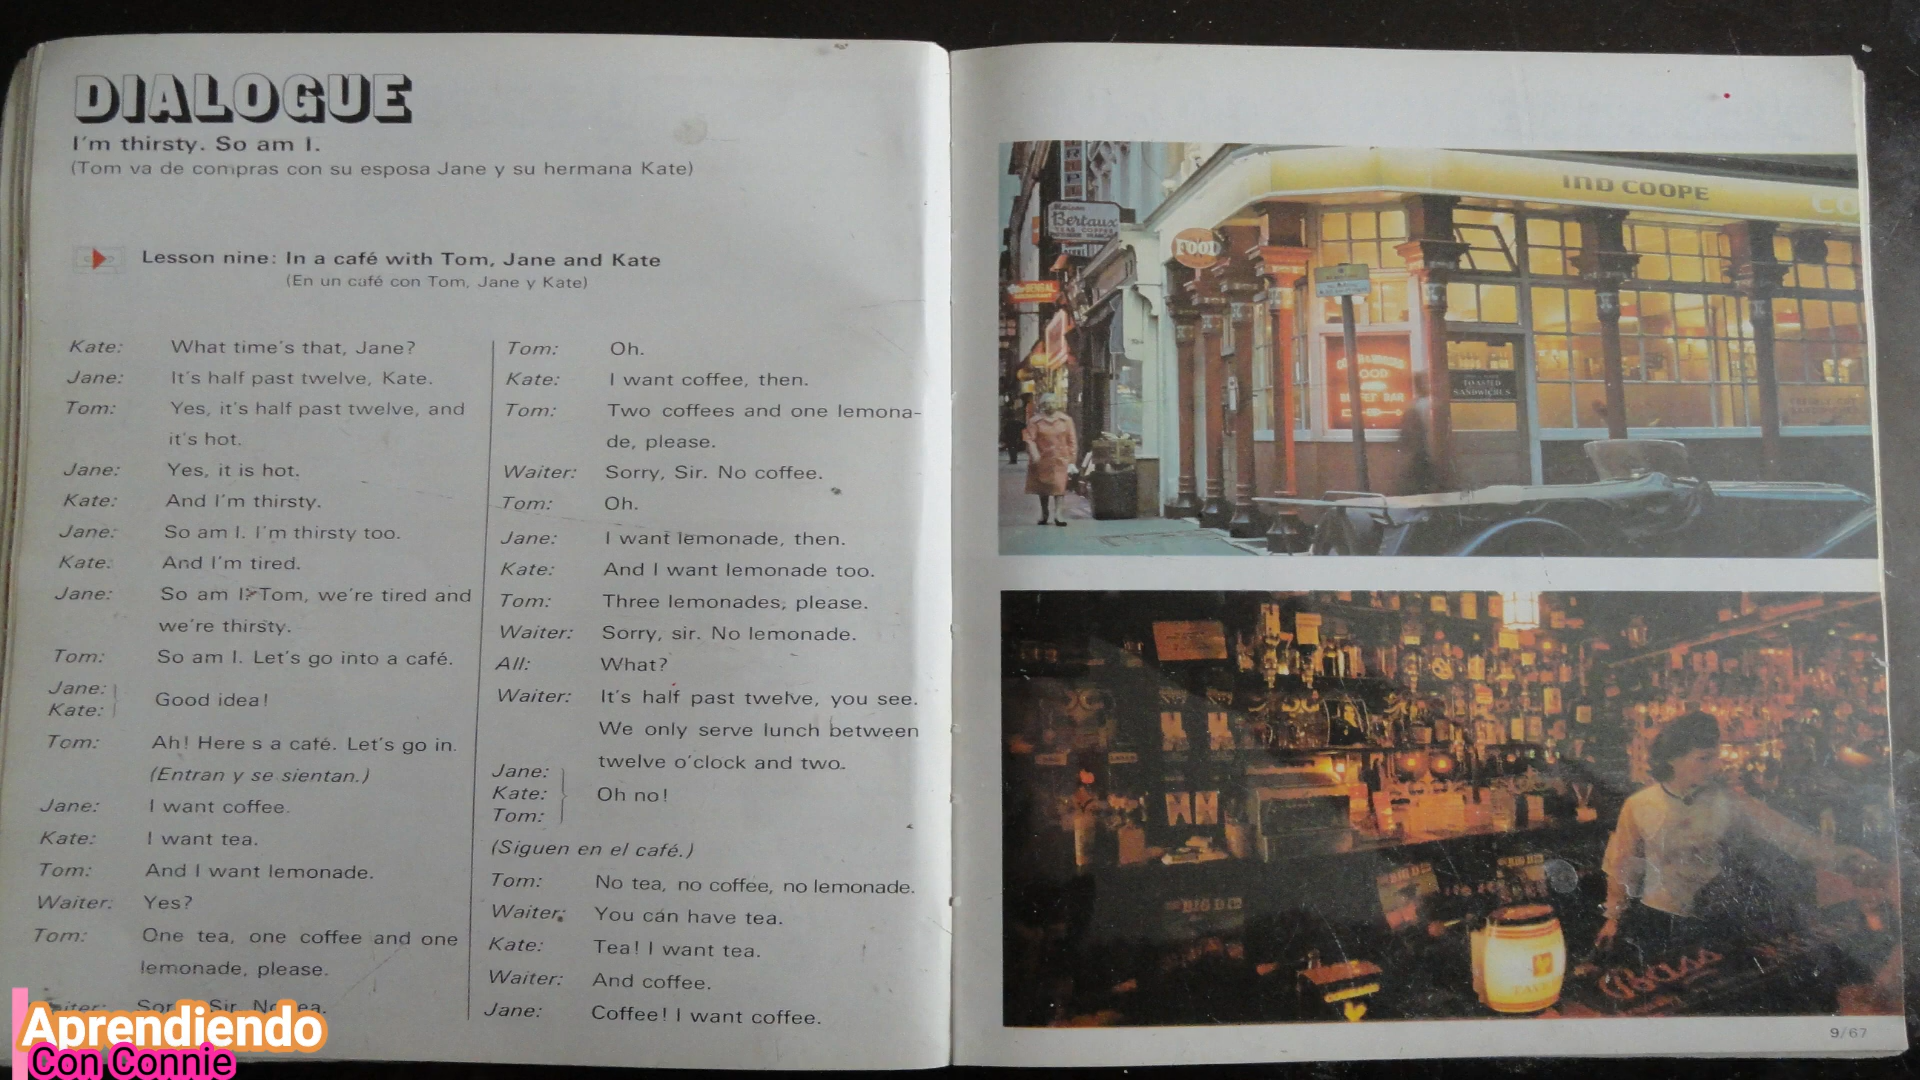 DIALOGUE
I'm thirsty. So am I.
(Tom va de compras con su esposa Jane y su hermana Kate)
Lesson nine: In a café with Tom, Jane and Kate
(En un café con Tom, Jane y Kate)
Kate: What time's that, Jane?
Jane: It's half past twelve, Kate.
Tom: Yes, it's half past twelve, and
it's hot.
Jane: Yes, it is hot.
Kate: And I'm thirsty.
Jane: So am I. I'm thirsty too.
Kate: And I'm tired.
Jane: So am I. Tom, we're tired and
we're thirsty.
Tom: So am I. Let's go into a café.
Jane:
Kate: Good idea!
Tom: Ah! Here s a café. Let's go in.
(Entran y se sientan.)
Jane: I want coffee.
Kate: I want tea.
Tom: And I want lemonade.
Waiter: Yes?
Tom: One tea, one coffee and one
lemonade, please.
Sir.
Tom: Oh.
Kate: I want coffee, then.
Tom: Two coffees and one lemona-
de, please.
Waiter: Sorry, Sir. No coffee.
Tom: Oh.
Jane: I want lemonade, then.
Kate: And I want lemonade too.
Tom: Three lemonades, please.
Waiter: Sorry, sir. No lemonade.
All: What?
Waiter: It's half past twelve, you see.
We only serve lunch between
twelve o'clock and two.
Jane:
Kate: Oh no!
Tom:
(Siguen en el café.)
Tom: No tea, no coffee, no lemonade.
Waiter: You can have tea.
Kate: Tea! I want tea.
Waiter: And coffee.
Jane: Coffee! I want coffee.
Aprendiendo
Con Connie
IND COOPE
CO
Maison
Bertaux
FOOD
BENGAL
OOD
BUFFET BAR
TOASTED
SANDWICHES
BIG D
Bass
9/67